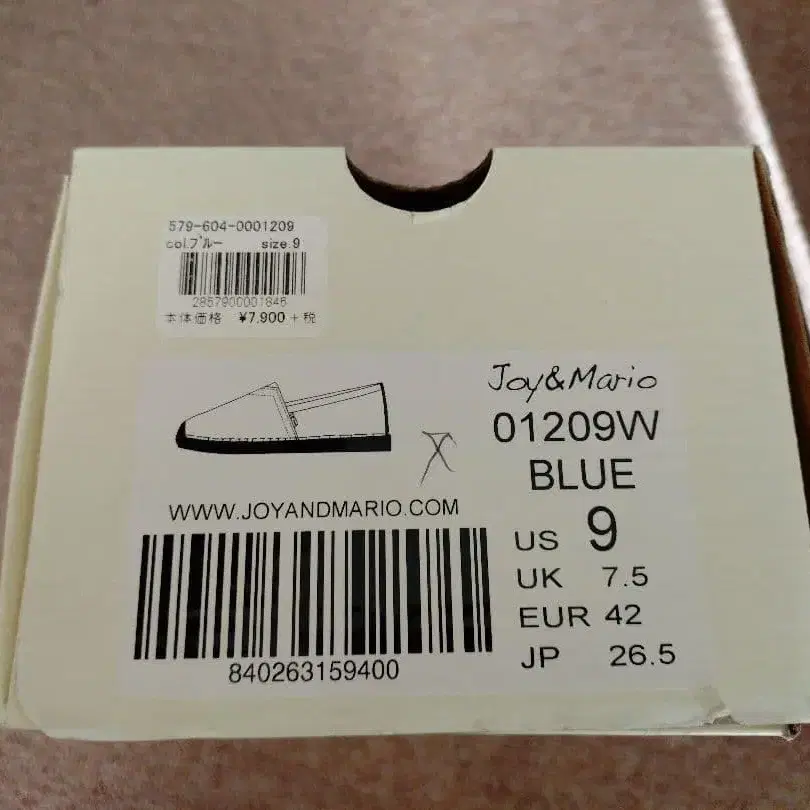 579-604-0001209
col.ブルー size.9
2857900001846
本体価格 ¥7,900+税
Joy&Mario
01209W
BLUE
WWW.JOYANDMARIO.COM
US 9
UK 7.5
EUR 42
JP 26.5
840263159400